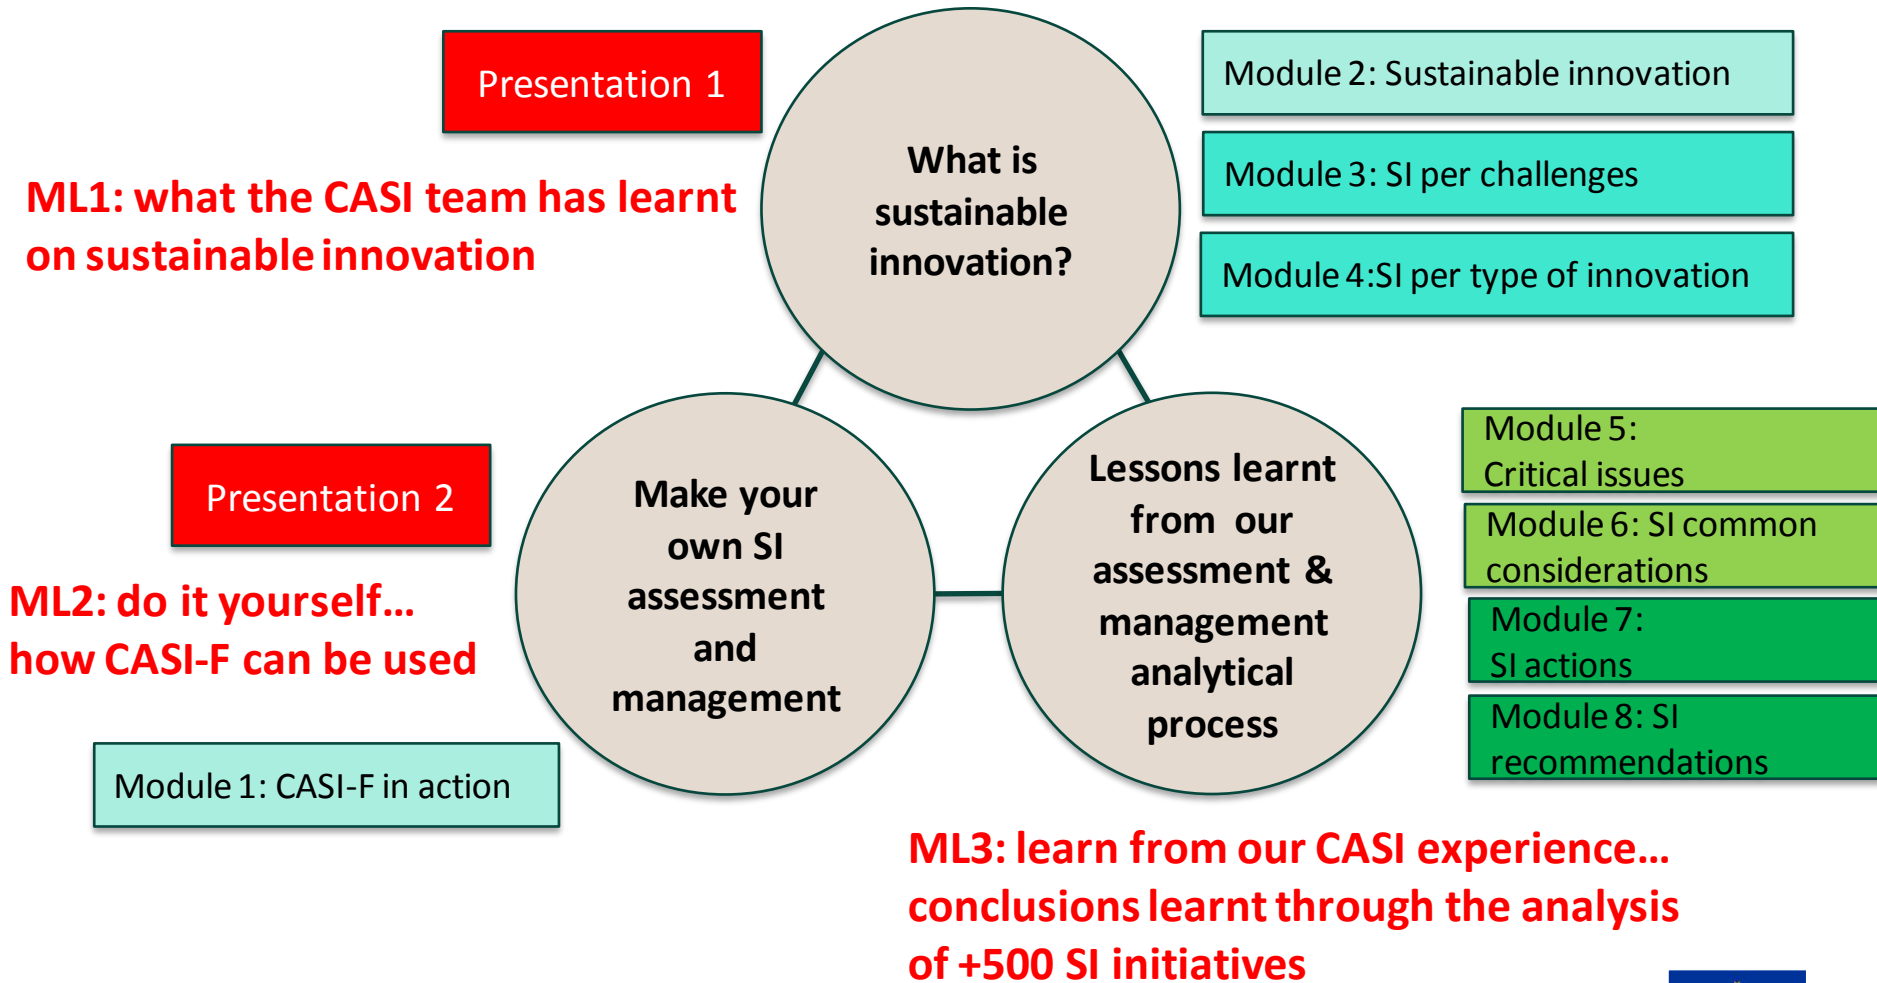 Presentation 1
What is
sustainable
innovation?
Module 2: Sustainable innovation
Module 3: SI per challenges
Module 4:SI per type of innovation
ML1: what the CASI team has learnt
on sustainable innovation
Presentation 2
Make your
own SI
assessment
and
management
ML2: do it yourself...
how CASI-F can be used
Module 1: CASI-F in action
Lessons learnt
from our
assessment &
management
analytical
process
Module 5:
Critical issues
Module 6: SI common
considerations
Module 7:
SI actions
Module 8: SI
recommendations
ML3: learn from our CASI experience...
conclusions learnt through the analysis
of +500 SI initiatives